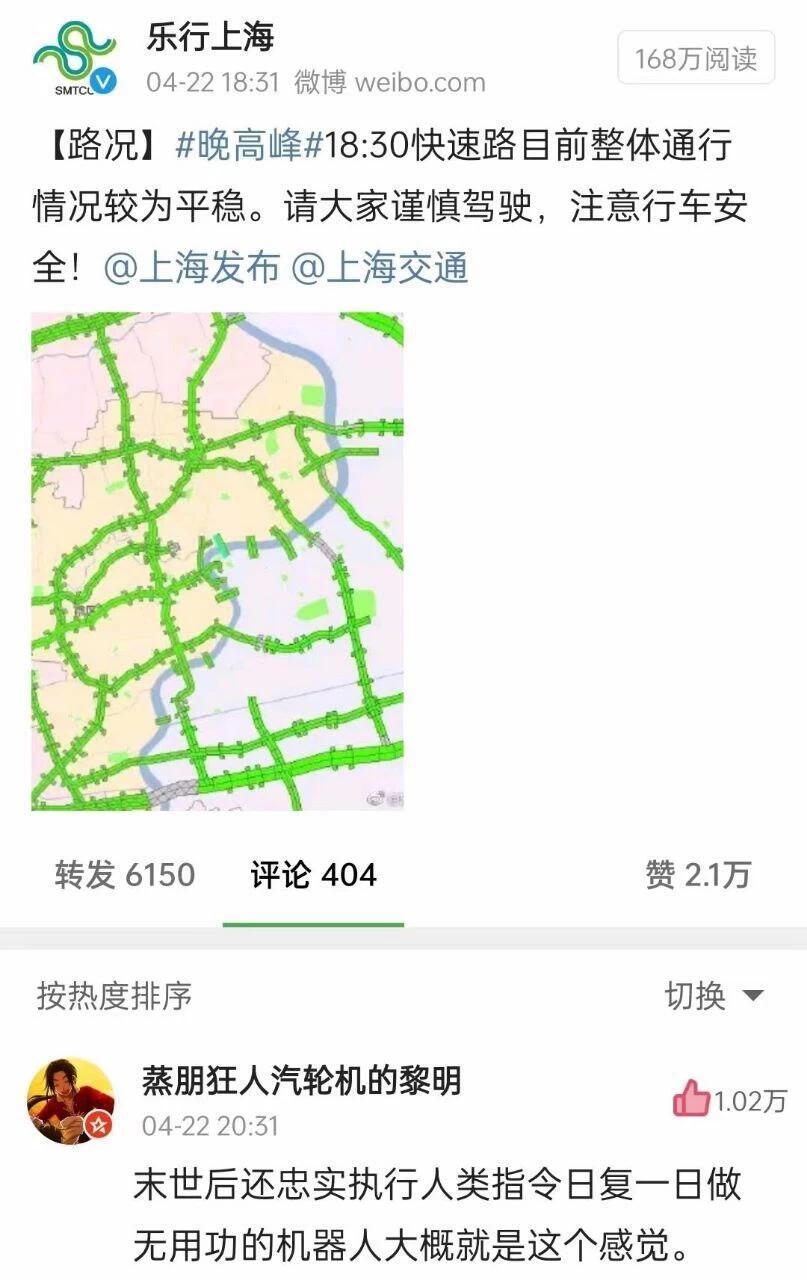 乐行上海
SMTCC
04-22 18:31 微博 weibo.com
168万阅读
【路况】#晚高峰#18:30快速路目前整体通行
情况较为平稳。请大家谨慎驾驶，注意行车安
全！@上海发布 @上海交通
转发 6150
评论 404
赞 2.1万
按热度排序
切换
蒸朋狂人汽轮机的黎明
04-22 20:31
1.02万
末世后还忠实执行人类指令日复一日做
无用功的机器人大概就是这个感觉。